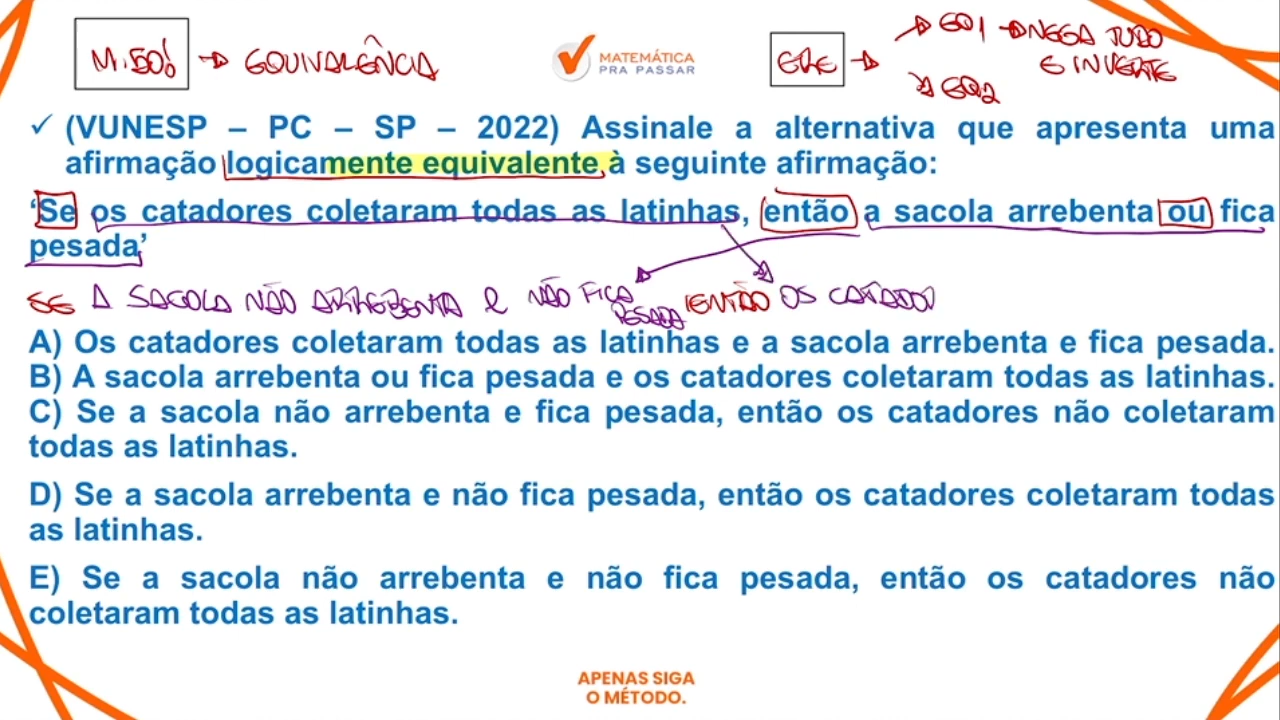 M.50! → EQUIVALÊNCIA
MATEMÁTICA
PRA PASSAR
→ EQ1 → NEGA TUDO
E INVERTE
→ EQ2
✓ (VUNESP – PC – SP – 2022) Assinale a alternativa que apresenta uma
afirmação logicamente equivalente à seguinte afirmação:
‘Se os catadores coletaram todas as latinhas, então a sacola arrebenta ou fica
pesada’
SE A SACOLA NÃO ARREBENTA E NÃO FICA PESADA, ENTÃO OS CATADO
A) Os catadores coletaram todas as latinhas e a sacola arrebenta e fica pesada.
B) A sacola arrebenta ou fica pesada e os catadores coletaram todas as latinhas.
C) Se a sacola não arrebenta e fica pesada, então os catadores não coletaram
todas as latinhas.
D) Se a sacola arrebenta e não fica pesada, então os catadores coletaram todas
as latinhas.
E) Se a sacola não arrebenta e não fica pesada, então os catadores não
coletaram todas as latinhas.
APENAS SIGA
O MÉTODO.